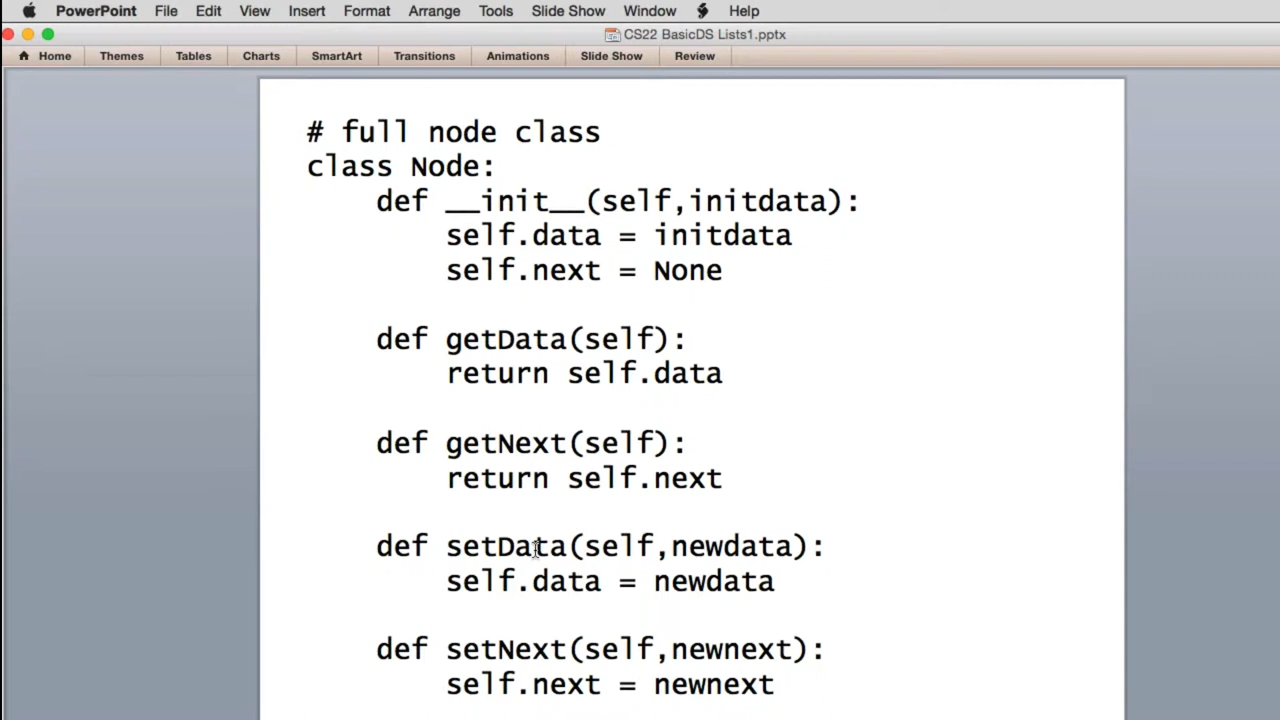 PowerPoint File Edit View Insert Format Arrange Tools Slide Show Window Help
CS22 BasicDS Lists1.pptx
Home Themes Tables Charts SmartArt Transitions Animations Slide Show Review
# full node class
class Node:
    def __init__(self,initdata):
        self.data = initdata
        self.next = None
    def getData(self):
        return self.data
    def getNext(self):
        return self.next
    def setData(self,newdata):
        self.data = newdata
    def setNext(self,newnext):
        self.next = newnext